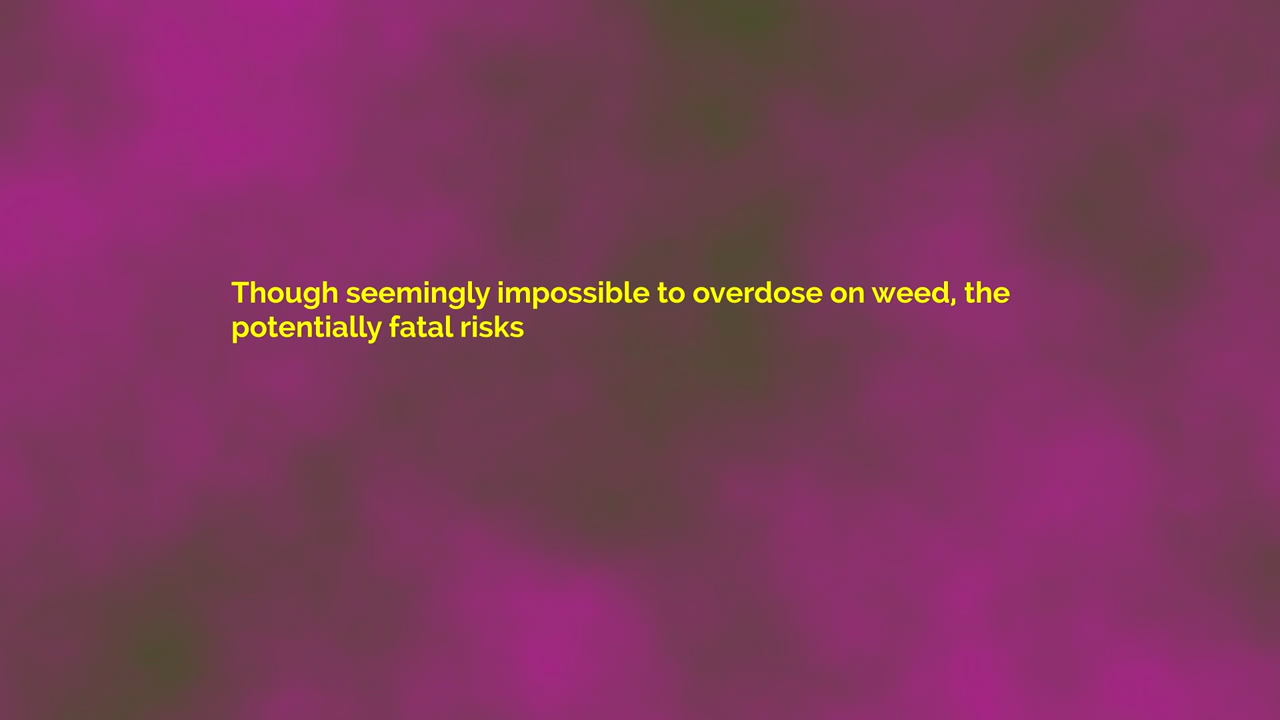 Though seemingly impossible to overdose on weed, the
potentially fatal risks